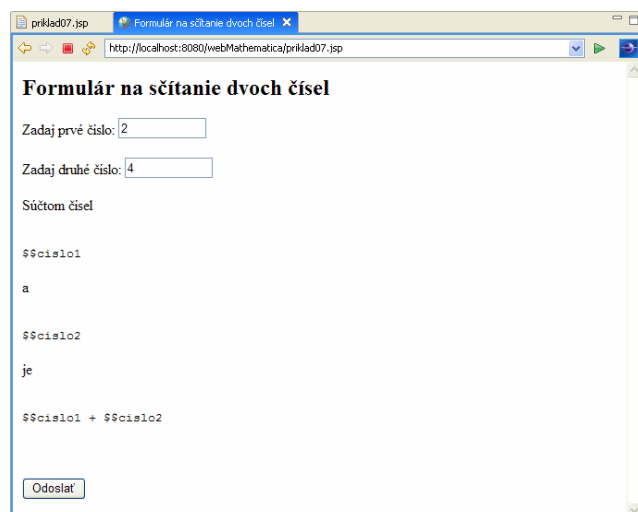 priklad07.jsp
Formulár na sčítanie dvoch čísel
http://localhost:8080/webMathematica/priklad07.jsp
Formulár na sčítanie dvoch čísel
Zadaj prvé číslo: 2
Zadaj druhé číslo: 4
Súčtom čísel
$$cislo1
a
$$cislo2
je
$$cislo1 + $$cislo2
Odoslať